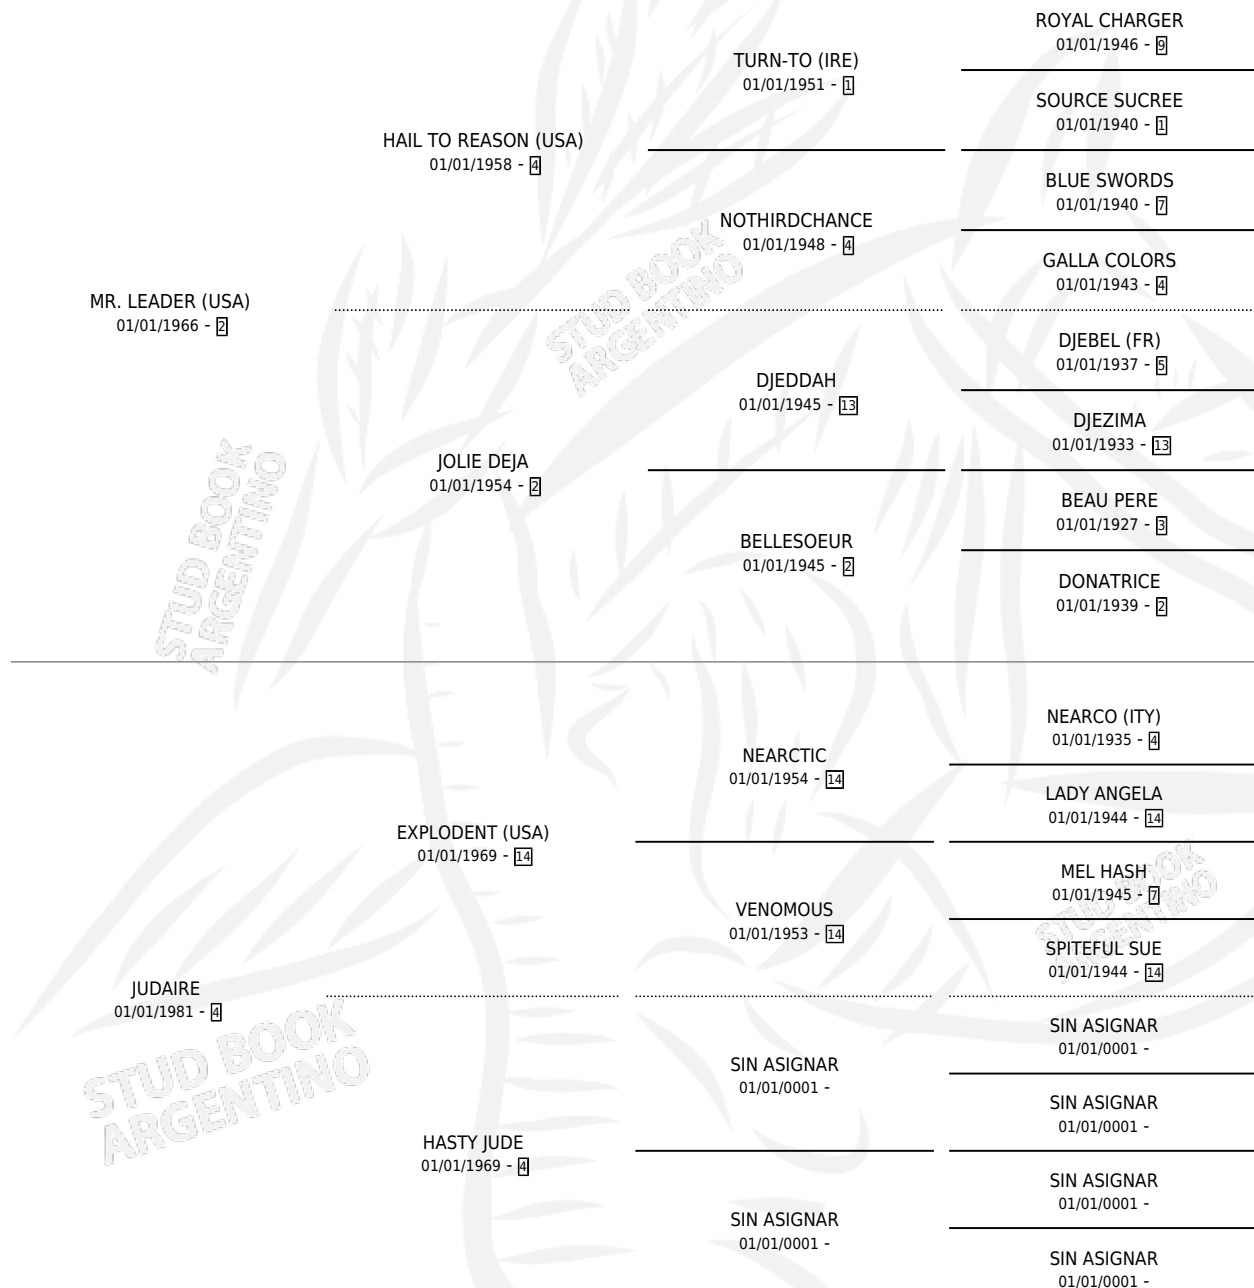 ROYAL CHARGER
01/01/1946 - 9
TURN-TO (IRE)
01/01/1951 - 1
SOURCE SUCREE
01/01/1940 - 1
HAIL TO REASON (USA)
01/01/1958 - 4
BLUE SWORDS
01/01/1940 - 7
NOTHIRDCHANCE
01/01/1948 - 4
GALLA COLORS
01/01/1943 - 4
MR. LEADER (USA)
01/01/1966 - 2
STUD BOOK
ARGENTINO
DJEBEL (FR)
01/01/1937 - 5
DJEDDAH
01/01/1945 - 13
DJEZIMA
01/01/1933 - 13
JOLIE DEJA
01/01/1954 - 2
BEAU PERE
01/01/1927 - 3
BELLESOEUR
01/01/1945 - 2
DONATRICE
01/01/1939 - 2
STUD BOOK
ARGENTINO
NEARCO (ITY)
01/01/1935 - 4
NEARCTIC
01/01/1954 - 14
LADY ANGELA
01/01/1944 - 14
EXPLODENT (USA)
01/01/1969 - 14
MEL HASH
01/01/1945 - 7
VENOMOUS
01/01/1953 - 14
SPITEFUL SUE
01/01/1944 - 14
STUD BOOK
ARGENTINO
JUDAIRE
01/01/1981 - 4
SIN ASIGNAR
01/01/0001 -
SIN ASIGNAR
01/01/0001 -
SIN ASIGNAR
01/01/0001 -
STUD BOOK
ARGENTINO
HASTY JUDE
01/01/1969 - 4
SIN ASIGNAR
01/01/0001 -
SIN ASIGNAR
01/01/0001 -
SIN ASIGNAR
01/01/0001 -